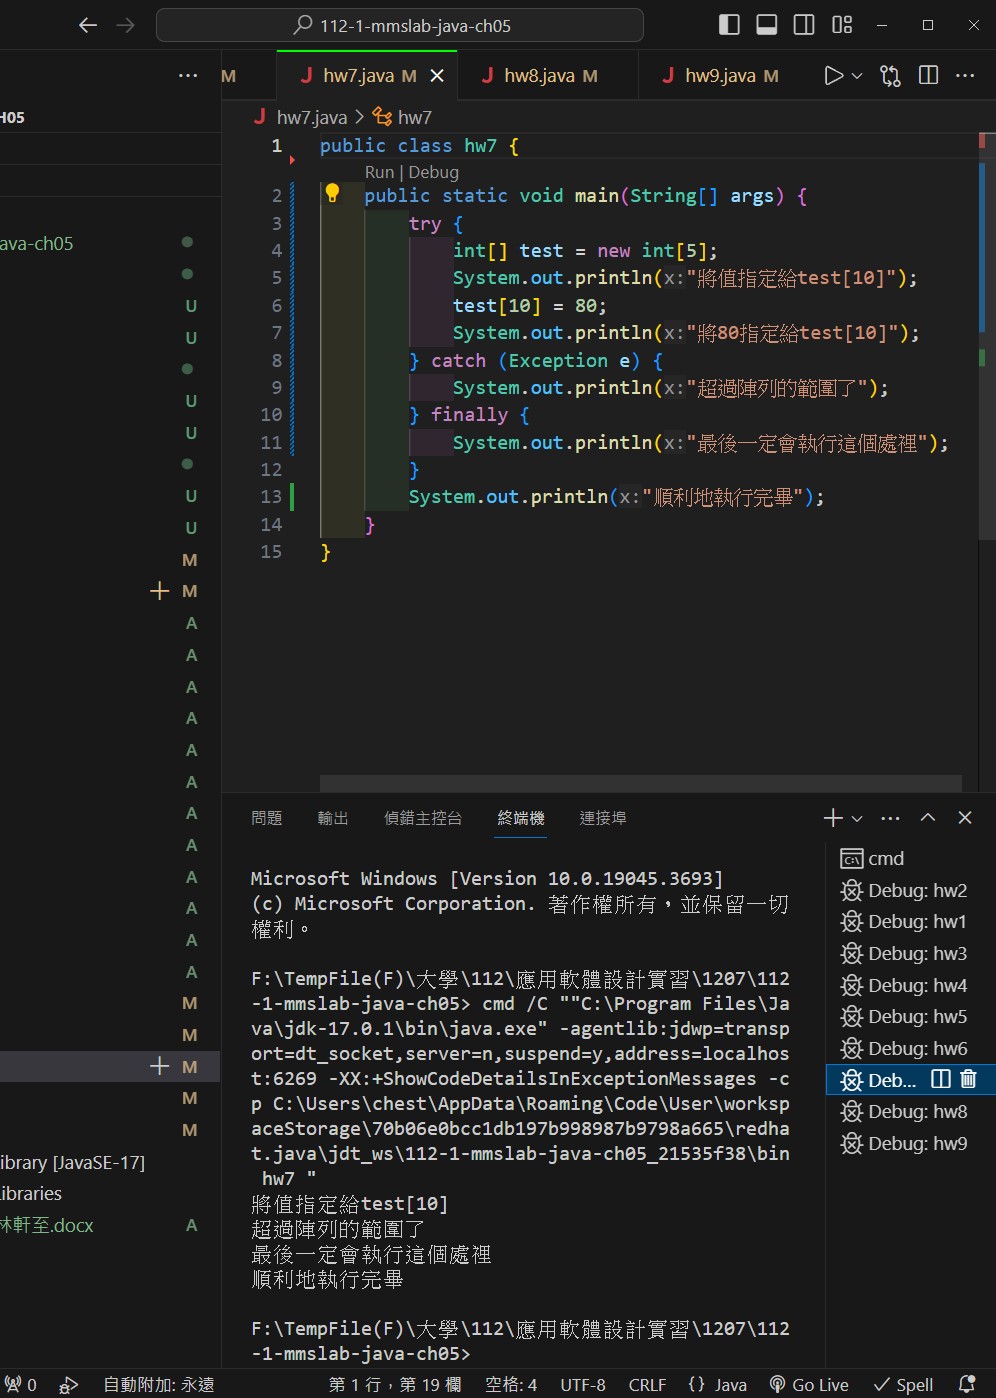 112-1-mmslab-java-ch05
M
hw7.java M
hw8.java M
hw9.java M
H05
hw7.java > hw7
1 public class hw7 {
Run | Debug
2 public static void main(String[] args) {
3 try {
4 int[] test = new int[5];
5 System.out.println(x:"將值指定給test[10]");
6 test[10] = 80;
7 System.out.println(x:"將80指定給test[10]");
8 } catch (Exception e) {
9 System.out.println(x:"超過陣列的範圍了");
10 } finally {
11 System.out.println(x:"最後一定會執行這個處裡");
12 }
13 System.out.println(x:"順利地執行完畢");
14 }
15 }
ava-ch05
U
U
U
U
U
U
M
M
A
A
A
A
A
A
A
A
A
A
A
A
M
M
M
M
M
ibrary [JavaSE-17]
ibraries
林軒至.docx A
問題 輸出 偵錯主控台 終端機 連接埠
Microsoft Windows [Version 10.0.19045.3693]
(c) Microsoft Corporation. 著作權所有，並保留一切
權利。
F:\TempFile(F)\大學\112\應用軟體設計實習\1207\112
-1-mmslab-java-ch05> cmd /C ""C:\Program Files\Ja
va\jdk-17.0.1\bin\java.exe" -agentlib:jdwp=transp
ort=dt_socket,server=n,suspend=y,address=localhos
t:6269 -XX:+ShowCodeDetailsInExceptionMessages -c
p C:\Users\chest\AppData\Roaming\Code\User\worksp
aceStorage\70b06e0bcc1db197b998987b9798a665\redha
t.java\jdt_ws\112-1-mmslab-java-ch05_21535f38\bin
hw7 "
將值指定給test[10]
超過陣列的範圍了
最後一定會執行這個處裡
順利地執行完畢
F:\TempFile(F)\大學\112\應用軟體設計實習\1207\112
-1-mmslab-java-ch05>
cmd
Debug: hw2
Debug: hw1
Debug: hw3
Debug: hw4
Debug: hw5
Debug: hw6
Deb...
Debug: hw8
Debug: hw9
0 自動附加: 永遠 第 1 行，第 19 欄 空格: 4 UTF-8 CRLF {} Java Go Live Spell